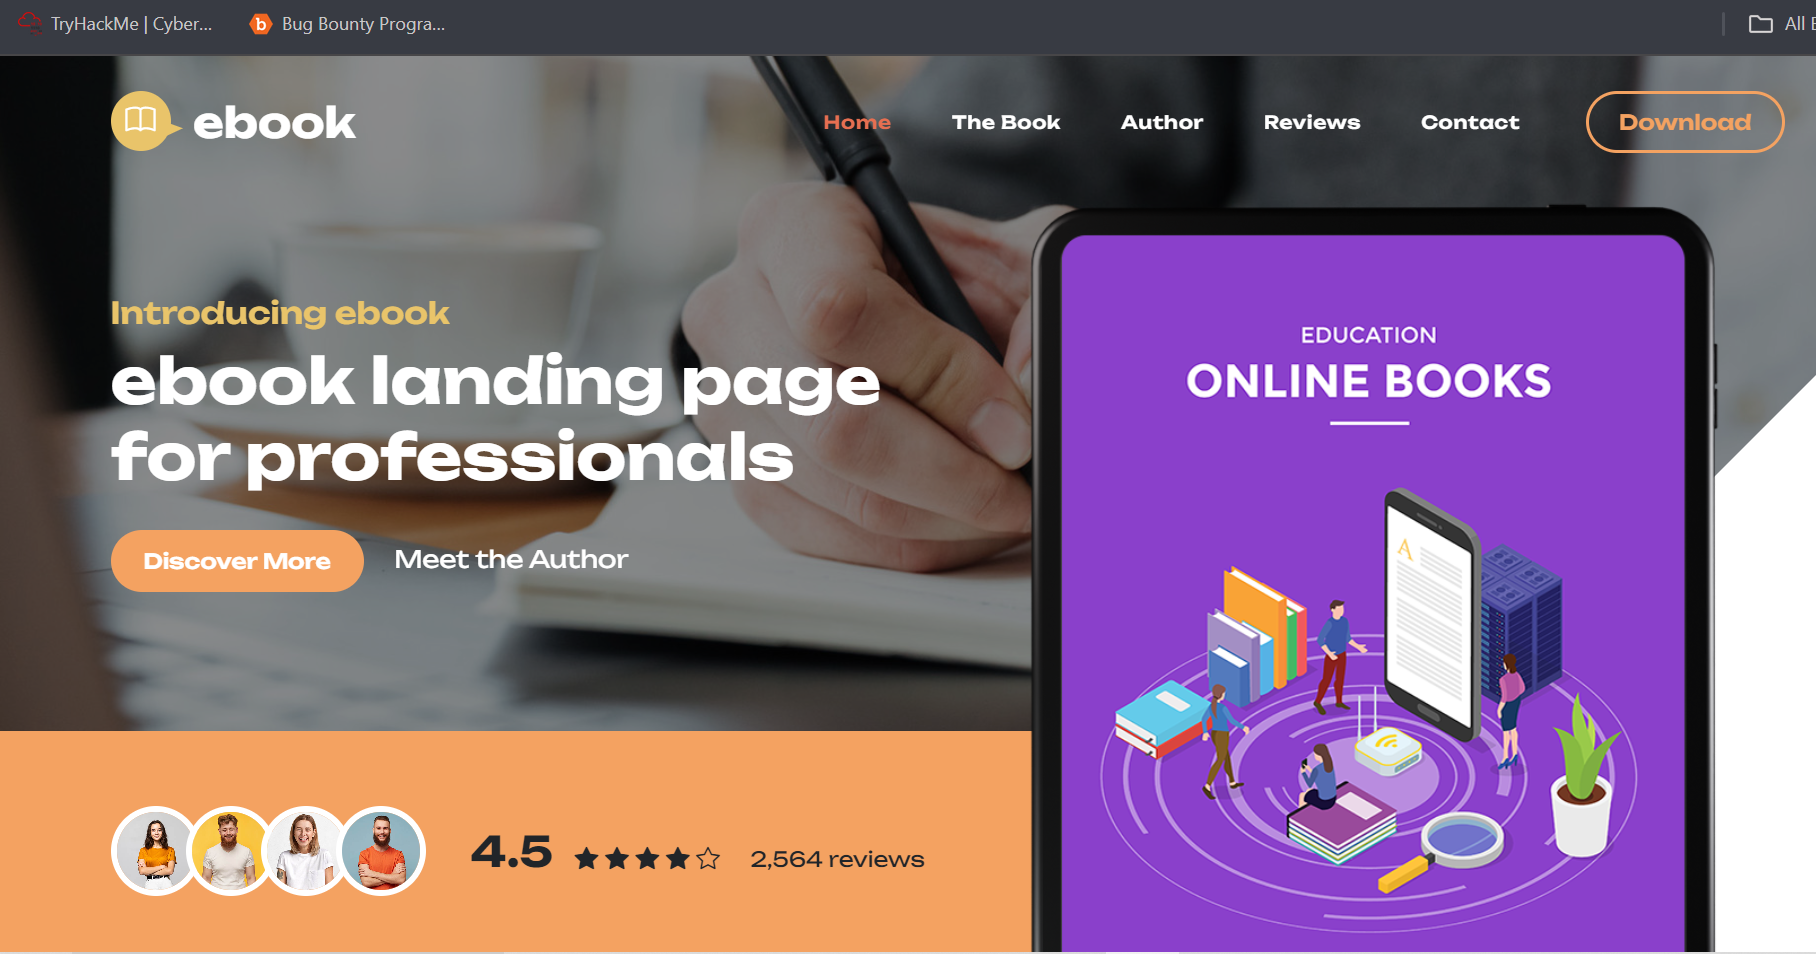 TryHackMe | Cyber...
Bug Bounty Progra...
All
ebook
Home
The Book
Author
Reviews
Contact
Download
Introducing ebook
ebook landing page
for professionals
Discover More
Meet the Author
EDUCATION
ONLINE BOOKS
A
4.5
2,564 reviews